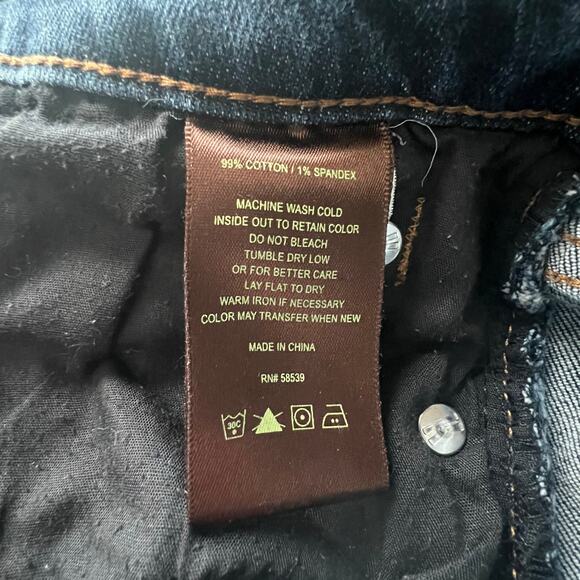 99% COTTON / 1% SPANDEX
MACHINE WASH COLD
INSIDE OUT TO RETAIN COLOR
DO NOT BLEACH
TUMBLE DRY LOW
OR FOR BETTER CARE
LAY FLAT TO DRY
WARM IRON IF NECESSARY
COLOR MAY TRANSFER WHEN NEW
MADE IN CHINA
RN# 58539
30C